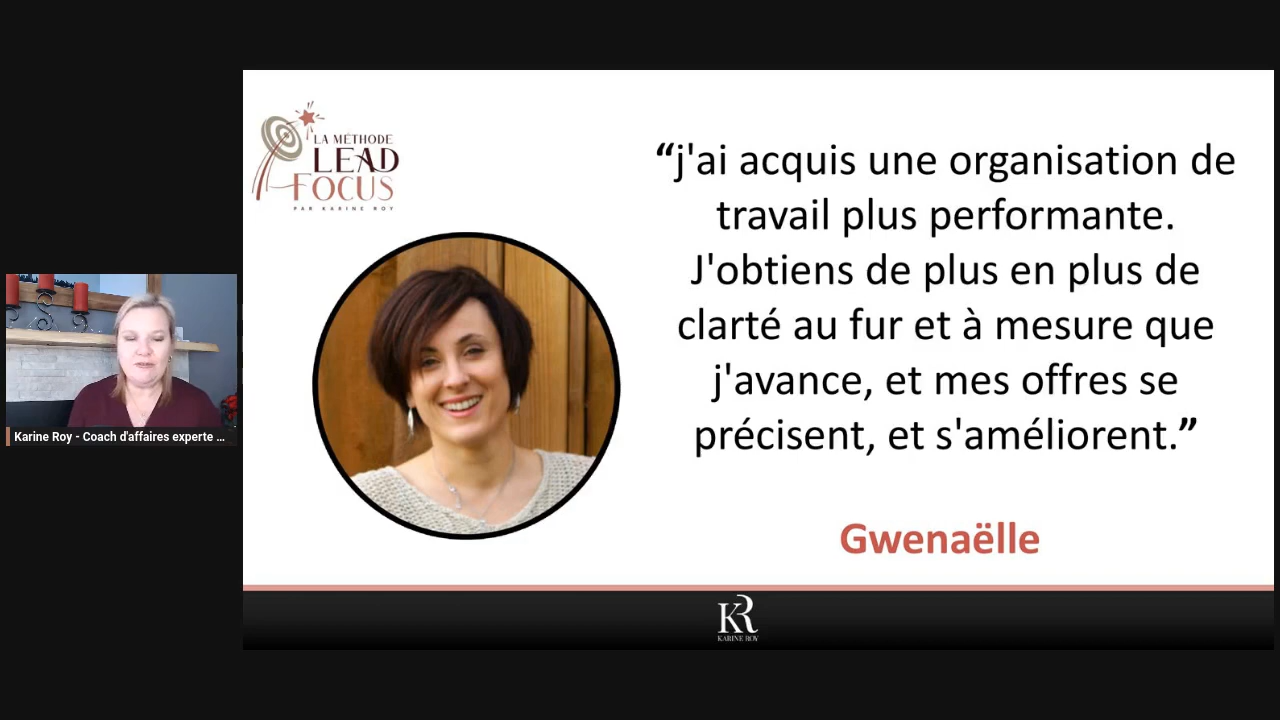 LA MÉTHODE
LEAD
FOCUS
PAR KARINE ROY
“j'ai acquis une organisation de
travail plus performante.
J'obtiens de plus en plus de
clarté au fur et à mesure que
j'avance, et mes offres se
précisent, et s'améliorent.”
Gwenaëlle
Karine Roy - Coach d'affaires experte ...
KR
KARINE ROY